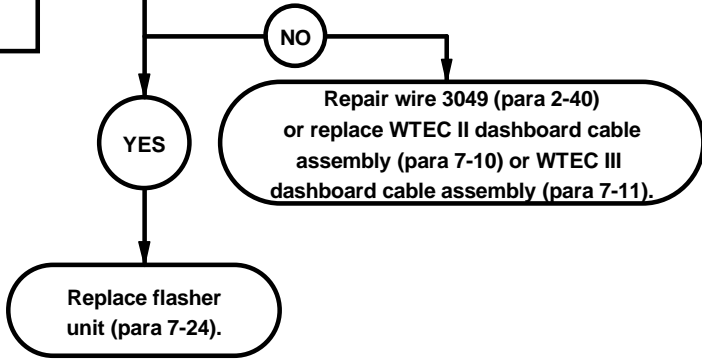 NO
YES
Repair wire 3049 (para 2-40)
or replace WTEC II dashboard cable
assembly (para 7-10) or WTEC III
dashboard cable assembly (para 7-11).
Replace flasher
unit (para 7-24).